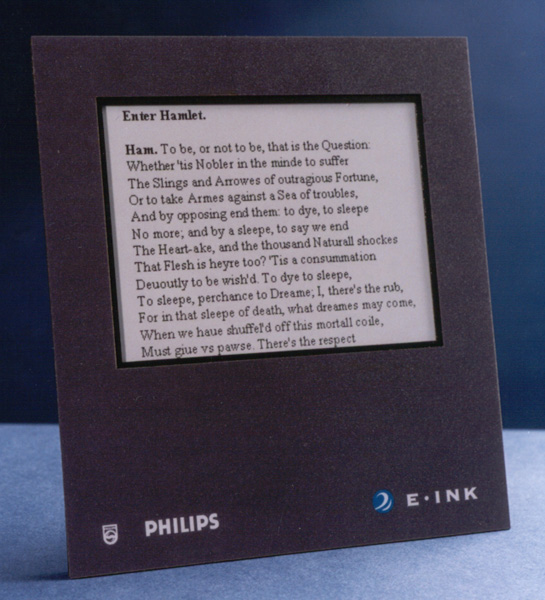 Enter Hamlet.
Ham. To be, or not to be, that is the Question:
Whether 'tis Nobler in the minde to suffer
The Slings and Arrowes of outragious Fortune,
Or to take Armes against a Sea of troubles,
And by opposing end them: to dye, to sleepe
No more; and by a sleepe, to say we end
The Heart-ake, and the thousand Naturall shockes
That Flesh is heyre too? 'Tis a consummation
Deuoutly to be wish'd. To dye to sleepe,
To sleepe, perchance to Dreame; I, there's the rub,
For in that sleepe of death, what dreames may come,
When we haue shuffel'd off this mortall coile,
Must giue vs pawse. There's the respect
PHILIPS
E·INK